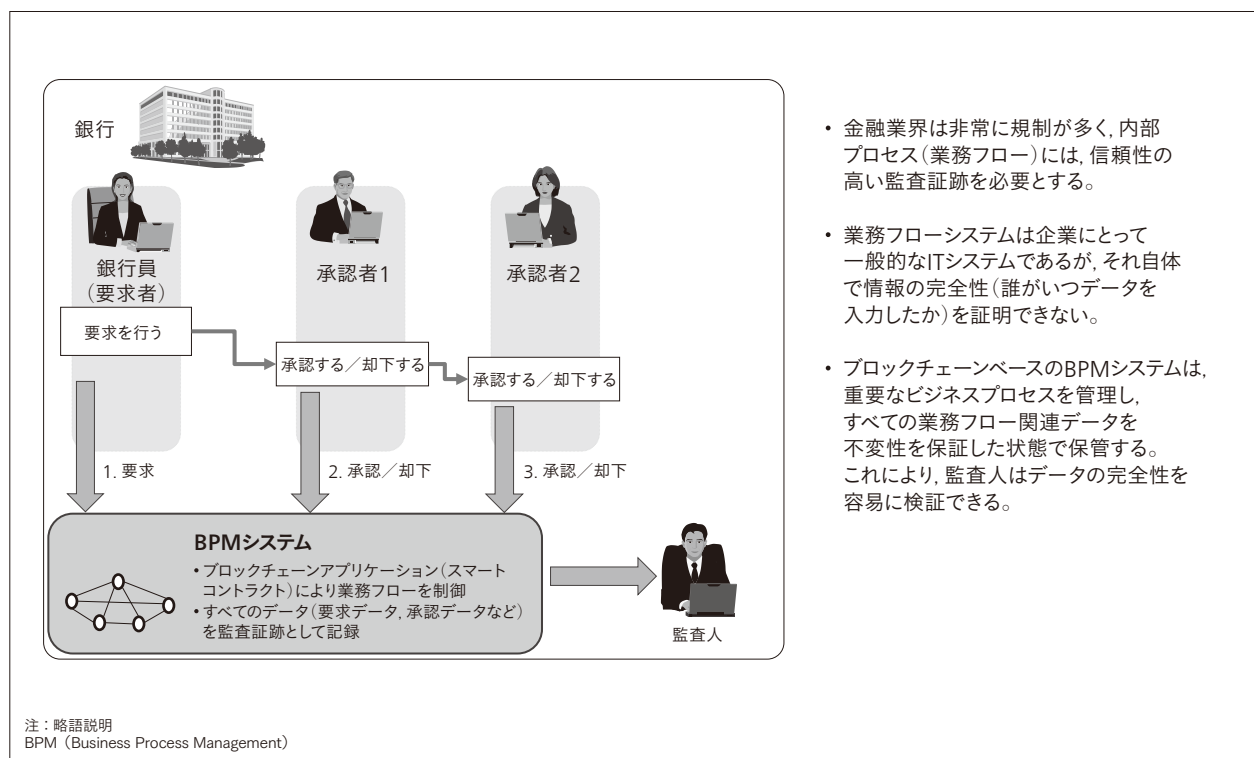 銀行
銀行員
（要求者）
承認者1
承認者2
要求を行う
承認する／却下する
承認する／却下する
1. 要求
2. 承認／却下
3. 承認／却下
BPMシステム
•ブロックチェーンアプリケーション（スマート
コントラクト）により業務フローを制御
•すべてのデータ（要求データ, 承認データなど）
を監査証跡として記録
監査人
• 金融業界は非常に規制が多く, 内部
プロセス（業務フロー）には, 信頼性の
高い監査証跡を必要とする。
• 業務フローシステムは企業にとって
一般的なITシステムであるが, それ自体
で情報の完全性（誰がいつデータを
入力したか）を証明できない。
• ブロックチェーンベースのBPMシステムは,
重要なビジネスプロセスを管理し,
すべての業務フロー関連データを
不変性を保証した状態で保管する。
これにより, 監査人はデータの完全性を
容易に検証できる。
注：略語説明
BPM（Business Process Management）